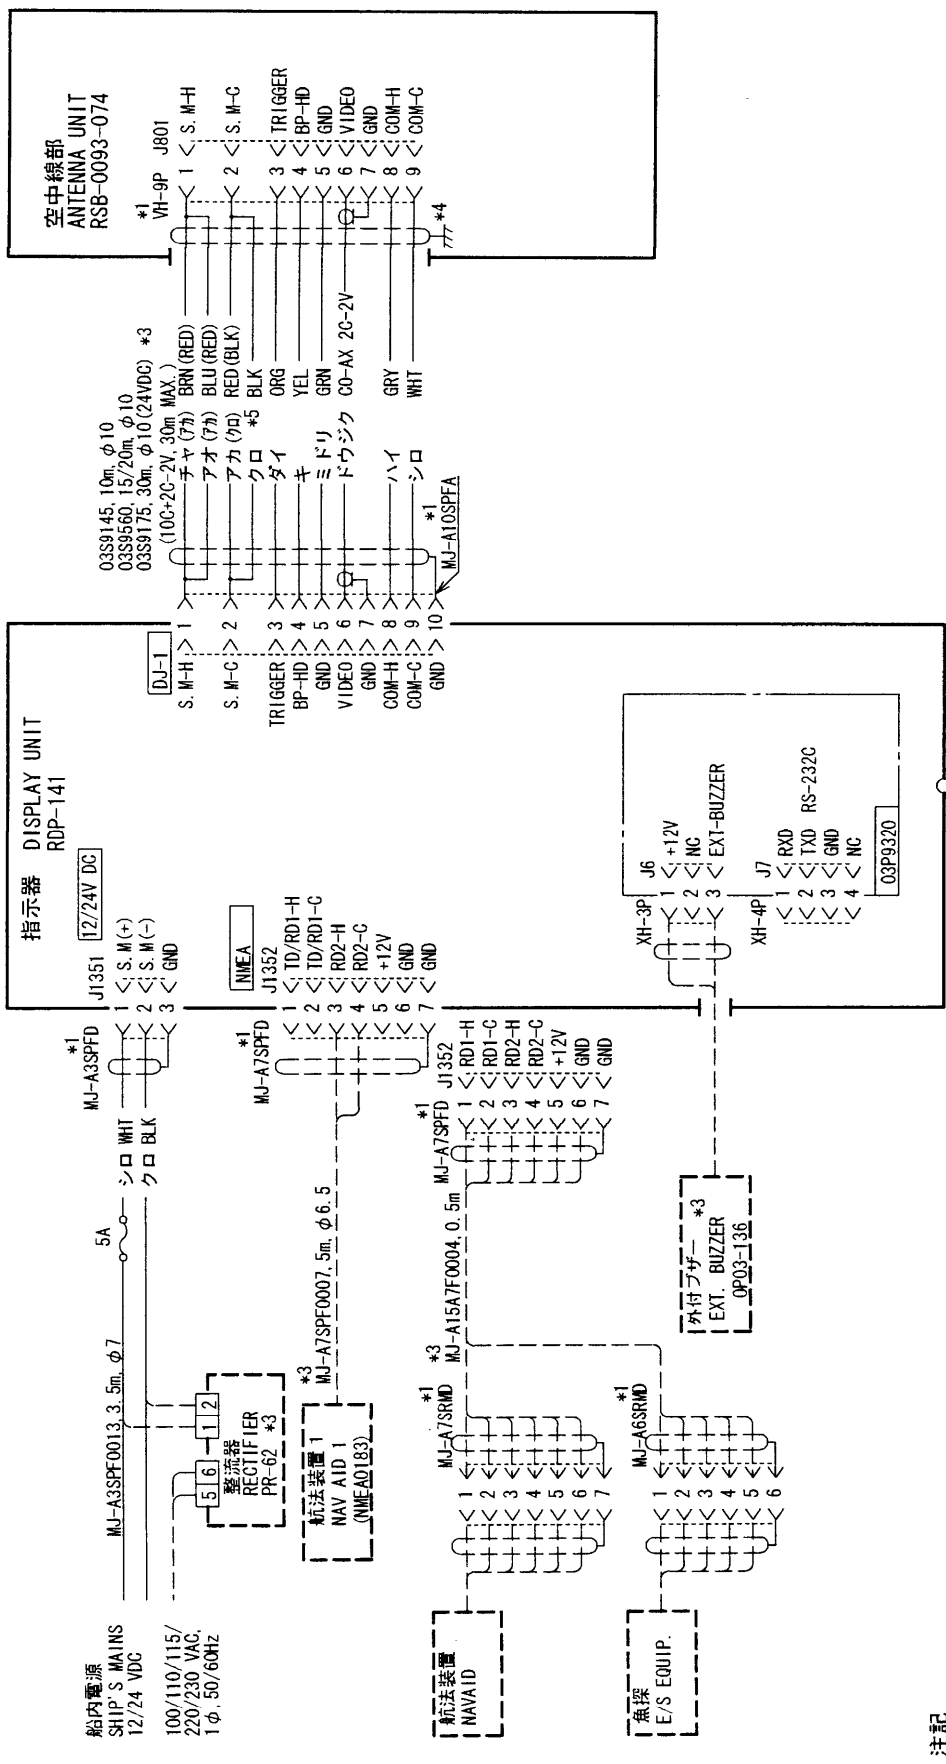 空中線部
ANTENNA UNIT
RSB-0093-074
*1
VH-9P J801
1 S.M-H
2 S.M-C
3 TRIGGER
4 BP-HD
5 GND
6 VIDEO
7 GND
8 COM-H
9 COM-C
*4
03S9145, 10m, φ10
03S9560, 15/20m, φ10
03S9175, 30m, φ10 (24VDC) *3
(10C+2C-2V, 30m MAX.)
チャ(アカ) BRN(RED)
アオ(アカ) BLU(RED)
アカ(クロ) RED(BLK)
クロ *5 BLK
ダイ ORG
キ YEL
ミドリ GRN
ドウジク CO-AX 2C-2V
ハイ GRY
シロ WHT
*1
MJ-A10SPFA
指示器 DISPLAY UNIT
RDP-141
DJ-1
S.M-H 1
S.M-C 2
TRIGGER 3
BP-HD 4
GND 5
VIDEO 6
GND 7
COM-H 8
COM-C 9
GND 10
12/24V DC
J1351
1 S.M(+)
2 S.M(-)
3 GND
*1
MJ-A3SPFD
シロ WHT
クロ BLK
5A
MJ-A3SPF0013, 3.5m, φ7
船内電源
SHIP'S MAINS
12/24 VDC
100/110/115/
220/230 VAC,
1φ, 50/60Hz
5 6
1 2
整流器
RECTIFIER
PR-62 *3
NMEA
J1352
1 TD/RD1-H
2 TD/RD1-C
3 RD2-H
4 RD2-C
5 +12V
6 GND
7 GND
*1
MJ-A7SPFD
*3
MJ-A7SPF0007, 5m, φ6.5
航法装置 1
NAV AID 1
(NMEA0183)
*1
MJ-A7SPFD J1352
1 RD1-H
2 RD1-C
3 RD2-H
4 RD2-C
5 +12V
6 GND
7 GND
*3
MJ-A15A7F0004, 0.5m
*1
MJ-A7SRMD
1
2
3
4
5
6
7
航法装置
NAVAID
*1
MJ-A6SRMD
1
2
3
4
5
6
魚探
E/S EQUIP.
XH-3P J6
1 +12V
2 NC
3 EXT-BUZZER
XH-4P J7
1 RXD
2 TXD
3 GND
4 NC
RS-232C
03P9320
外付ブザー *3
EXT. BUZZER
OP03-136
注記